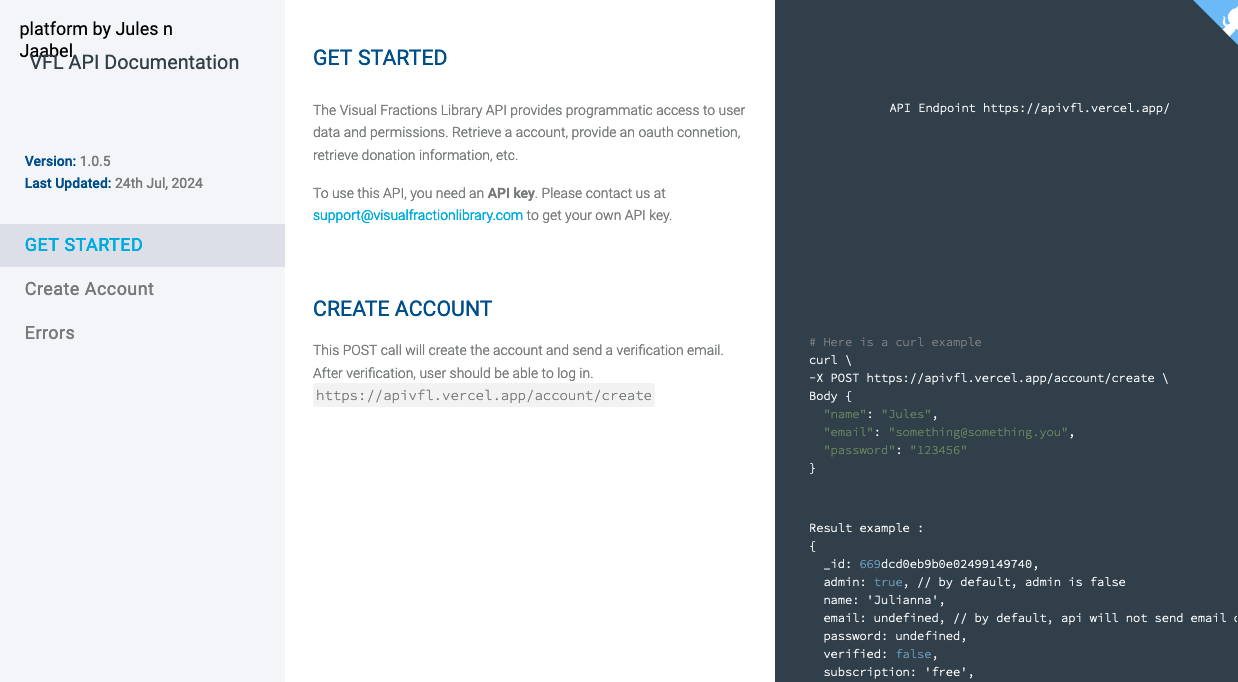 platform by Jules n
Jaabel
VFL API Documentation
Version: 1.0.5
Last Updated: 24th Jul, 2024
GET STARTED
Create Account
Errors
GET STARTED
The Visual Fractions Library API provides programmatic access to user
data and permissions. Retrieve a account, provide an oauth connetion,
retrieve donation information, etc.
To use this API, you need an API key. Please contact us at
support@visualfractionlibrary.com to get your own API key.
CREATE ACCOUNT
This POST call will create the account and send a verification email.
After verification, user should be able to log in.
https://apivfl.vercel.app/account/create
API Endpoint https://apivfl.vercel.app/
# Here is a curl example
curl \
-X POST https://apivfl.vercel.app/account/create \
Body {
"name": "Jules",
"email": "something@something.you",
"password": "123456"
}
Result example :
{
_id: 669dcd0eb9b0e02499149740,
admin: true, // by default, admin is false
name: 'Julianna',
email: undefined, // by default, api will not send email
password: undefined,
verified: false,
subscription: 'free',